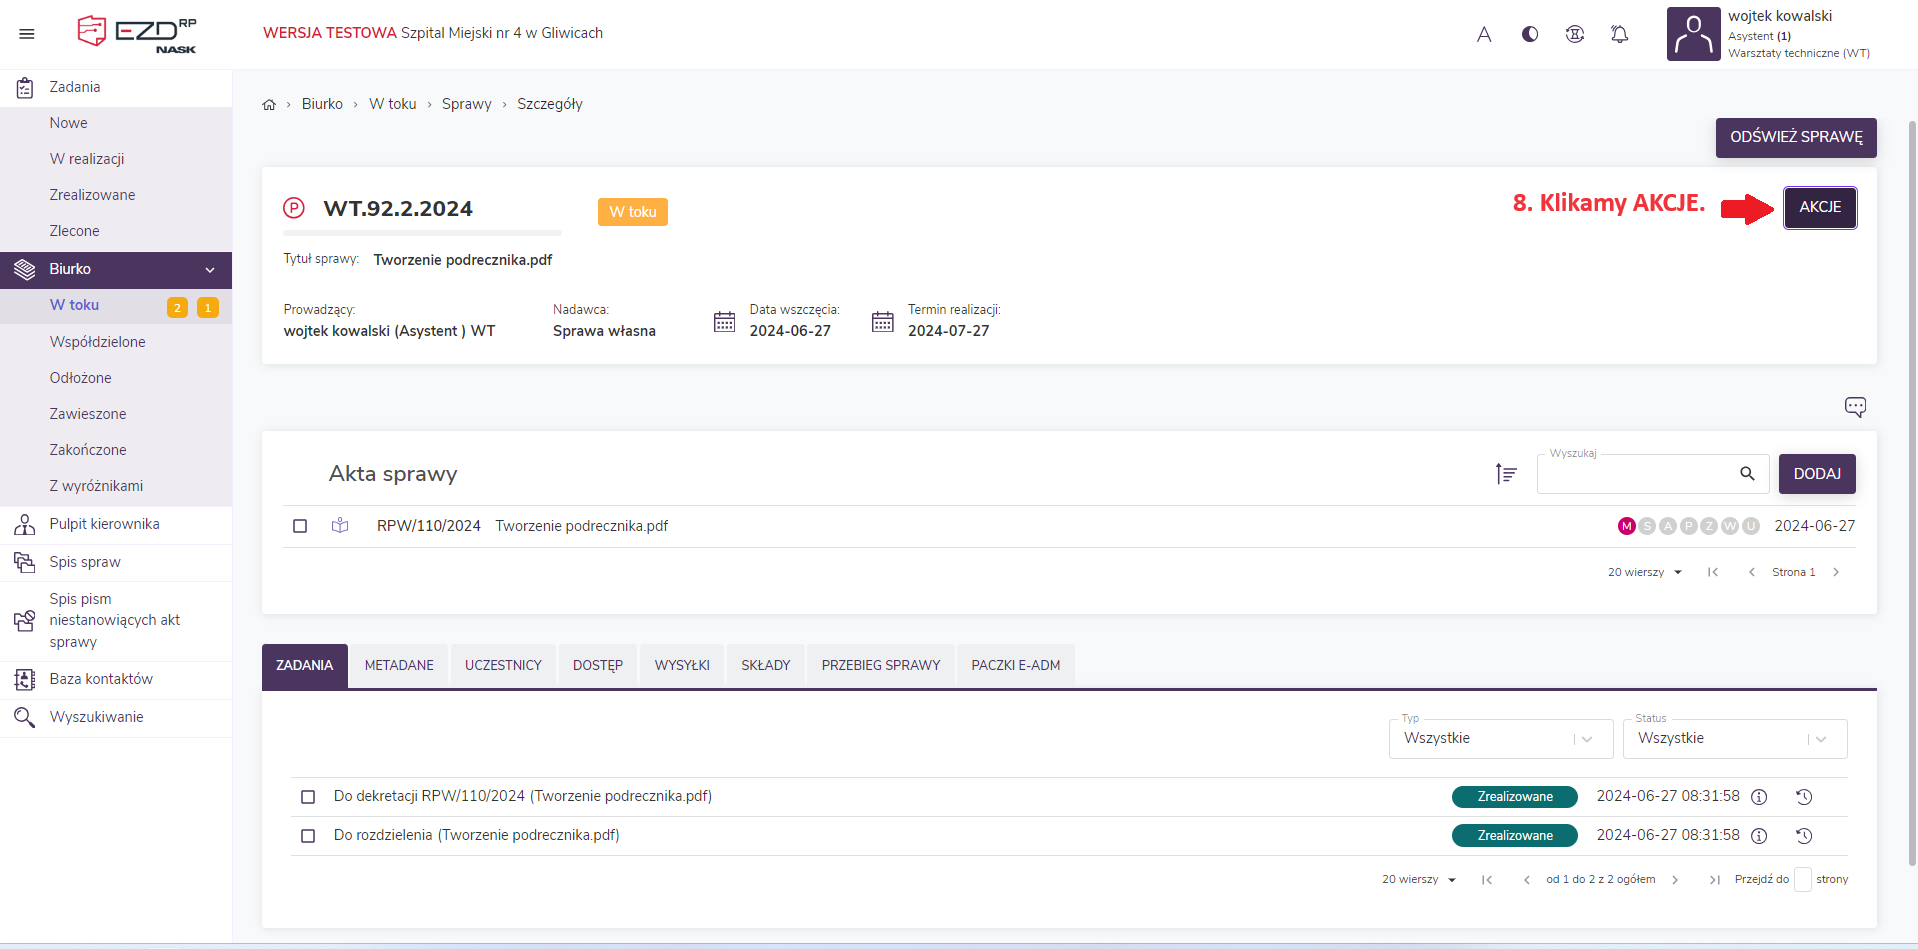 EZD RP
NASK
WERSJA TESTOWA Szpital Miejski nr 4 w Gliwicach
A
wojtek kowalski
Asystent (1)
Warsztaty techniczne (WT)
Zadania
Nowe
W realizacji
Zrealizowane
Zlecone
Biurko
W toku 2 1
Współdzielone
Odłożone
Zawieszone
Zakończone
Z wyróżnikami
Pulpit kierownika
Spis spraw
Spis pism
niestanowiących akt
sprawy
Baza kontaktów
Wyszukiwanie
Biurko › W toku › Sprawy › Szczegóły
ODŚWIEŻ SPRAWĘ
P WT.92.2.2024 W toku
8. Klikamy AKCJE.
AKCJE
Tytuł sprawy: Tworzenie podrecznika.pdf
Prowadzący: Nadawca: Data wszczęcia: Termin realizacji:
wojtek kowalski (Asystent ) WT Sprawa własna 2024-06-27 2024-07-27
Akta sprawy
Wyszukaj
DODAJ
RPW/110/2024 Tworzenie podrecznika.pdf M S A P Z W U 2024-06-27
20 wierszy Strona 1
ZADANIA METADANE UCZESTNICY DOSTĘP WYSYŁKI SKŁADY PRZEBIEG SPRAWY PACZKI E-ADM
Typ Status
Wszystkie Wszystkie
Do dekretacji RPW/110/2024 (Tworzenie podrecznika.pdf) Zrealizowane 2024-06-27 08:31:58
Do rozdzielenia (Tworzenie podrecznika.pdf) Zrealizowane 2024-06-27 08:31:58
20 wierszy od 1 do 2 z 2 ogółem Przejdź do strony